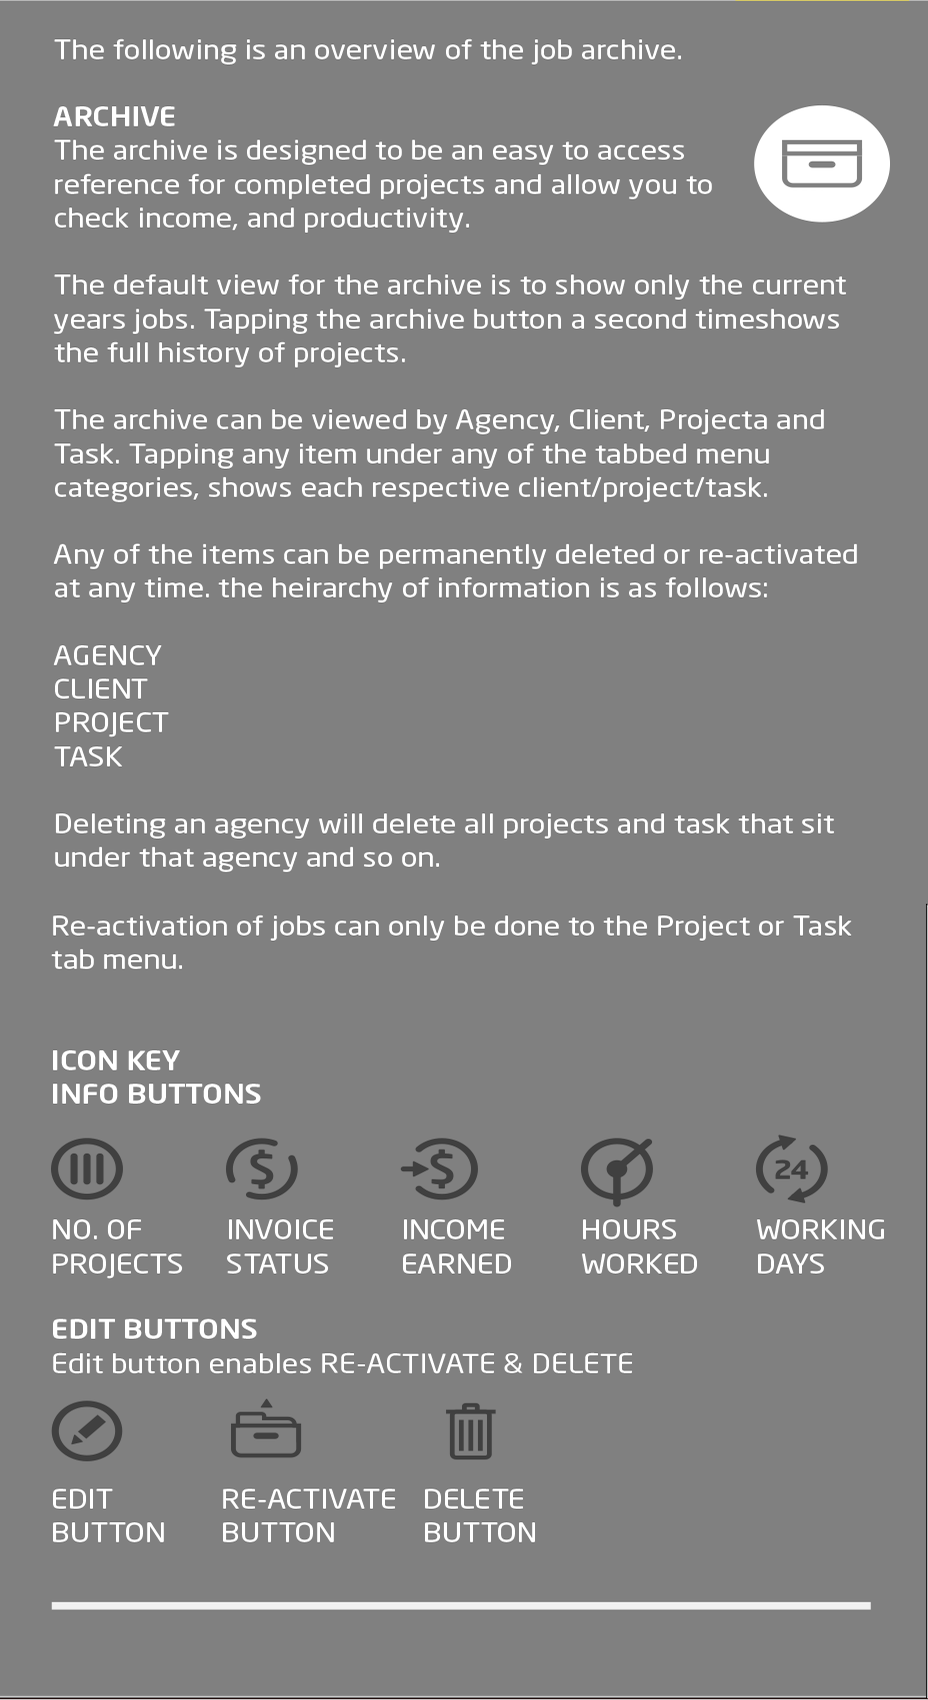 The following is an overview of the job archive.
ARCHIVE
The archive is designed to be an easy to access
reference for completed projects and allow you to
check income, and productivity.
The default view for the archive is to show only the current
years jobs. Tapping the archive button a second timeshows
the full history of projects.
The archive can be viewed by Agency, Client, Projecta and
Task. Tapping any item under any of the tabbed menu
categories, shows each respective client/project/task.
Any of the items can be permanently deleted or re-activated
at any time. the heirarchy of information is as follows:
AGENCY
CLIENT
PROJECT
TASK
Deleting an agency will delete all projects and task that sit
under that agency and so on.
Re-activation of jobs can only be done to the Project or Task
tab menu.
ICON KEY
INFO BUTTONS
$ $ 24
NO. OF INVOICE INCOME HOURS WORKING
PROJECTS STATUS EARNED WORKED DAYS
EDIT BUTTONS
Edit button enables RE-ACTIVATE & DELETE
EDIT RE-ACTIVATE DELETE
BUTTON BUTTON BUTTON